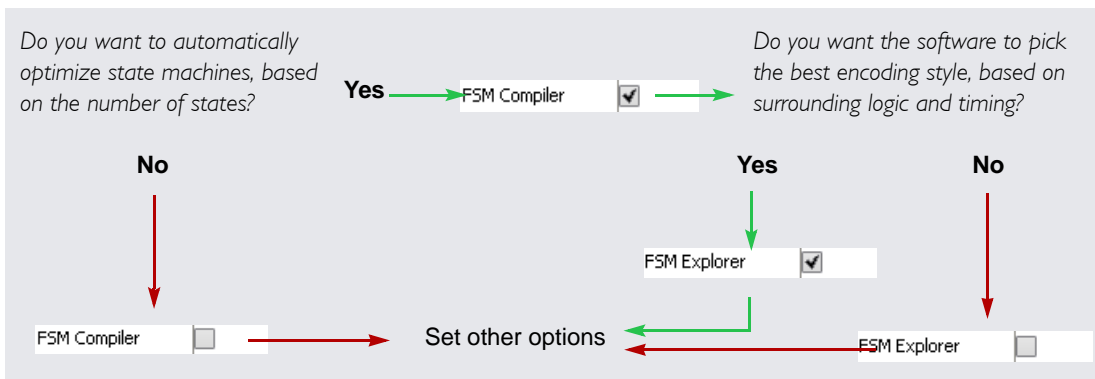 Do you want to automatically
optimize state machines, based
on the number of states?
Yes
FSM Compiler
Do you want the software to pick
the best encoding style, based on
surrounding logic and timing?
No
Yes
No
FSM Explorer
FSM Compiler
Set other options
FSM Explorer